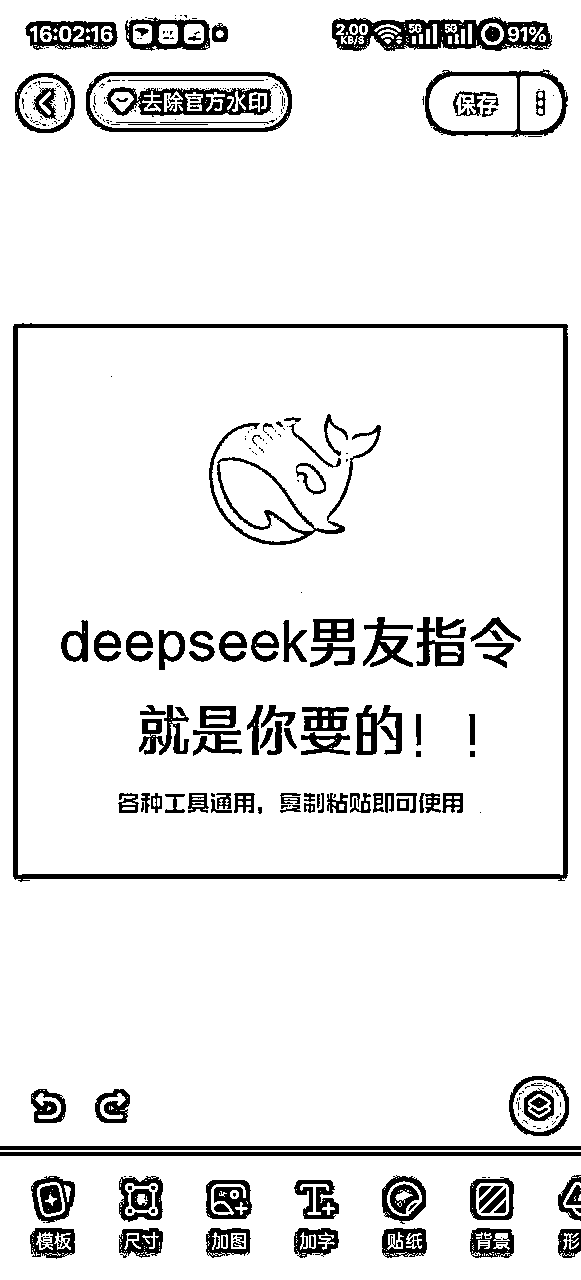 16:02:16 2.00 KB/S 5G 5G 91%
去除官方水印 保存
deepseek男友指令
就是你要的！！
各种工具通用，复制粘贴即可使用
模板 尺寸 加图 加字 贴纸 背景 形